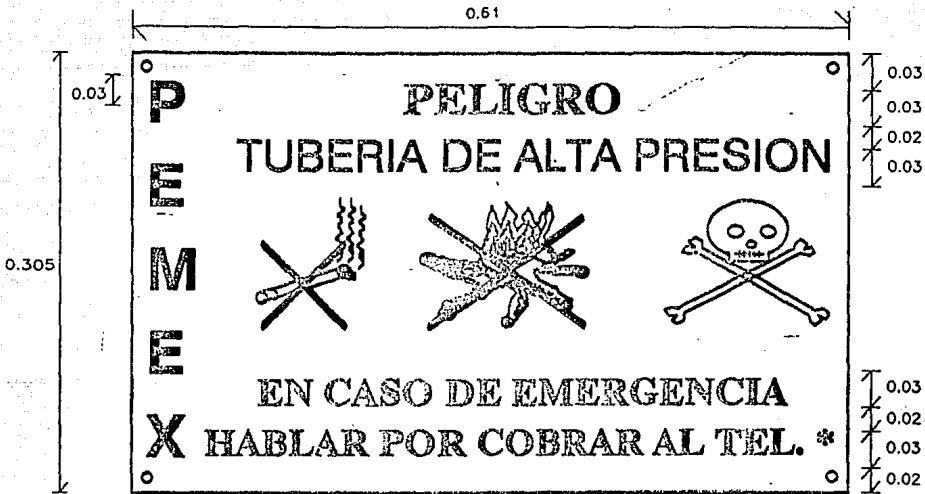 0.61
0.03
PEMEX
PELIGRO
TUBERIA DE ALTA PRESION
0.03
0.03
0.02
0.03
0.305
EN CASO DE EMERGENCIA
HABLAR POR COBRAR AL TEL. *
0.03
0.02
0.03
0.02